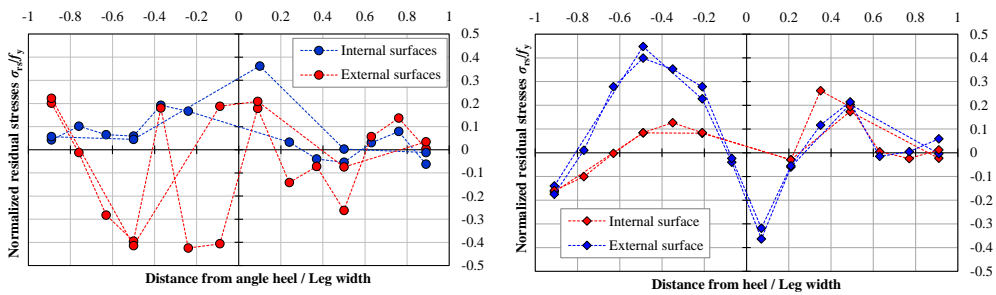 -1 -0.8 -0.6 -0.4 -0.2 0 0.2 0.4 0.6 0.8 1
0.5
0.4
0.3
0.2
0.1
0
-0.1
-0.2
-0.3
-0.4
-0.5
Normalized residual stresses σrs/fy
Internal surfaces
External surfaces
Distance from angle heel / Leg width
-1 -0.8 -0.6 -0.4 -0.2 0 0.2 0.4 0.6 0.8 1
0.5
0.4
0.3
0.2
0.1
0
-0.1
-0.2
-0.3
-0.4
-0.5
Normalized residual stresses σrs/fy
Internal surface
External surface
Distance from heel / Leg width